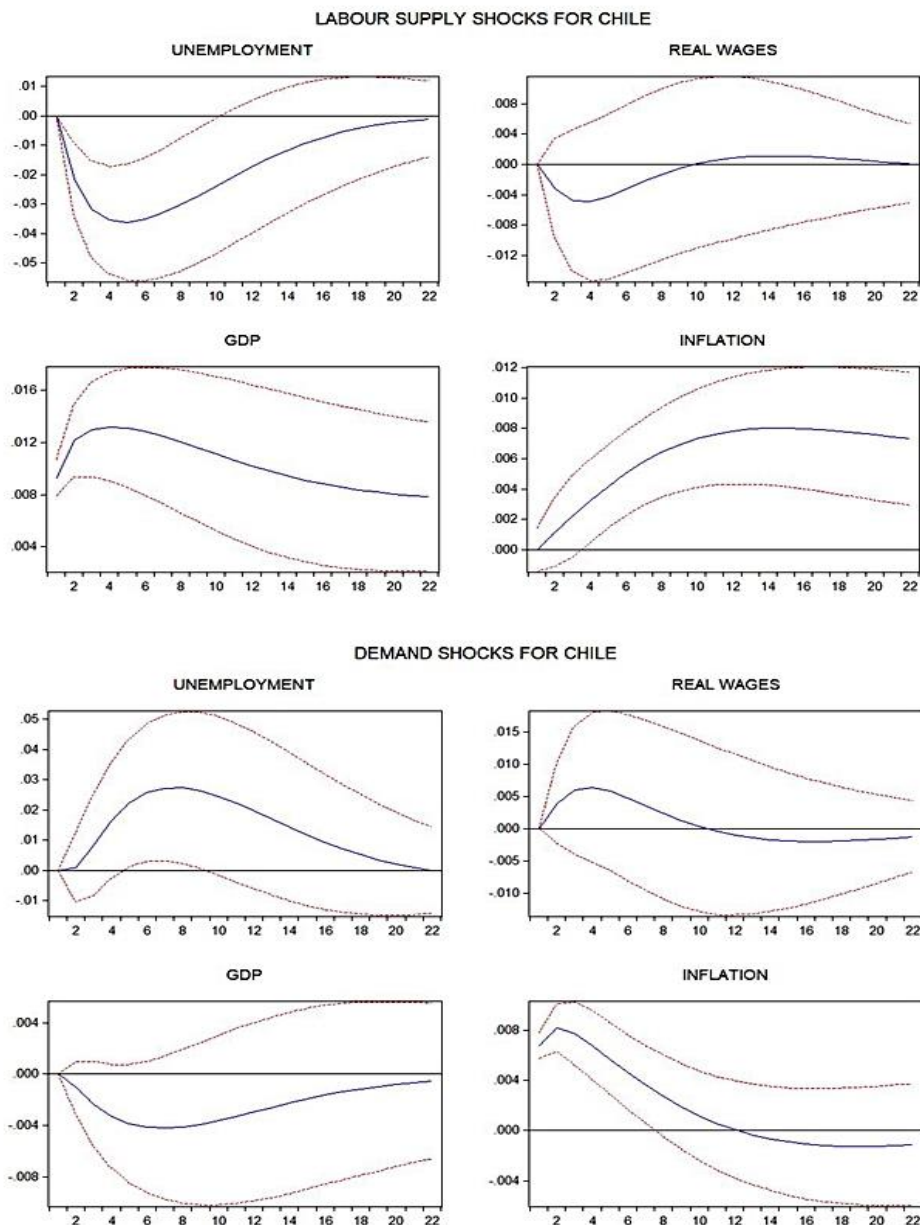 LABOUR SUPPLY SHOCKS FOR CHILE
UNEMPLOYMENT
.01
.00
-.01
-.02
-.03
-.04
-.05
2 4 6 8 10 12 14 16 18 20 22
REAL WAGES
.008
.004
.000
-.004
-.008
-.012
2 4 6 8 10 12 14 16 18 20 22
GDP
.016
.012
.008
.004
2 4 6 8 10 12 14 16 18 20 22
INFLATION
.012
.010
.008
.006
.004
.002
.000
2 4 6 8 10 12 14 16 18 20 22
DEMAND SHOCKS FOR CHILE
UNEMPLOYMENT
.05
.04
.03
.02
.01
.00
-.01
2 4 6 8 10 12 14 16 18 20 22
REAL WAGES
.015
.010
.005
.000
-.005
-.010
2 4 6 8 10 12 14 16 18 20 22
GDP
.004
.000
-.004
-.008
2 4 6 8 10 12 14 16 18 20 22
INFLATION
.008
.004
.000
-.004
2 4 6 8 10 12 14 16 18 20 22